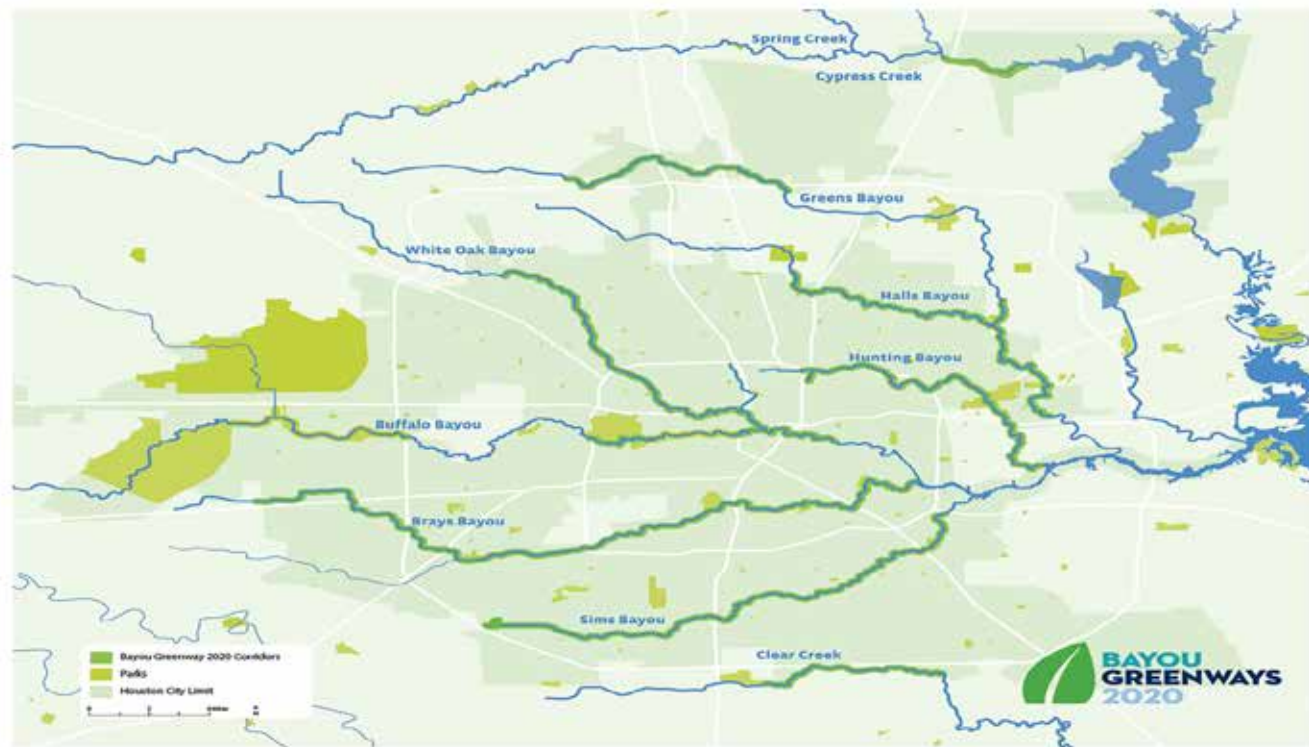 Spring Creek
Cypress Creek
Greens Bayou
White Oak Bayou
Halls Bayou
Hunting Bayou
Buffalo Bayou
Brays Bayou
Sims Bayou
Clear Creek
Bayou Greenway 2020 Corridors
Parks
Houston City Limit
BAYOU
GREENWAYS
2020